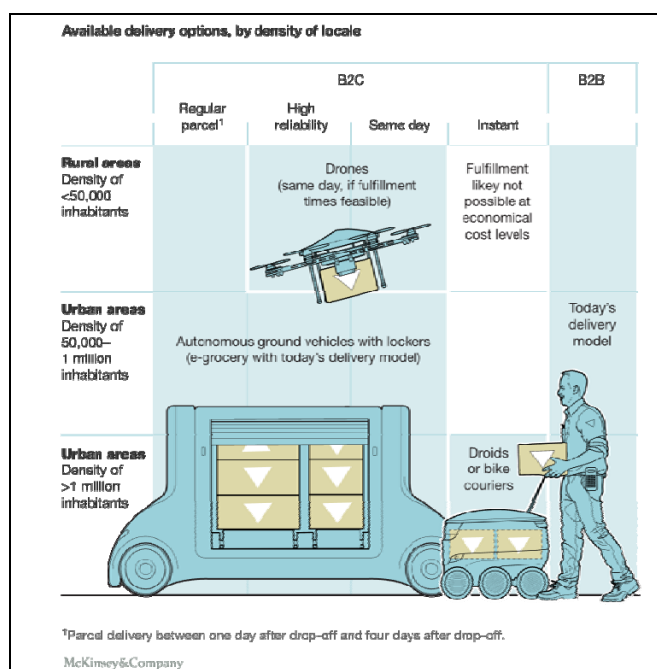 Available delivery options, by density of locale
B2C
B2B
Regular
parcel¹
High
reliability
Same day
Instant
Rural areas
Density of
<50,000
inhabitants
Drones
(same day, if fulfillment
times feasible)
Fulfillment
likey not
possible at
economical
cost levels
Urban areas
Density of
50,000–
1 million
inhabitants
Autonomous ground vehicles with lockers
(e-grocery with today's delivery model)
Today's
delivery
model
Urban areas
Density of
>1 million
inhabitants
Droids
or bike
couriers
¹Parcel delivery between one day after drop-off and four days after drop-off.
McKinsey&Company